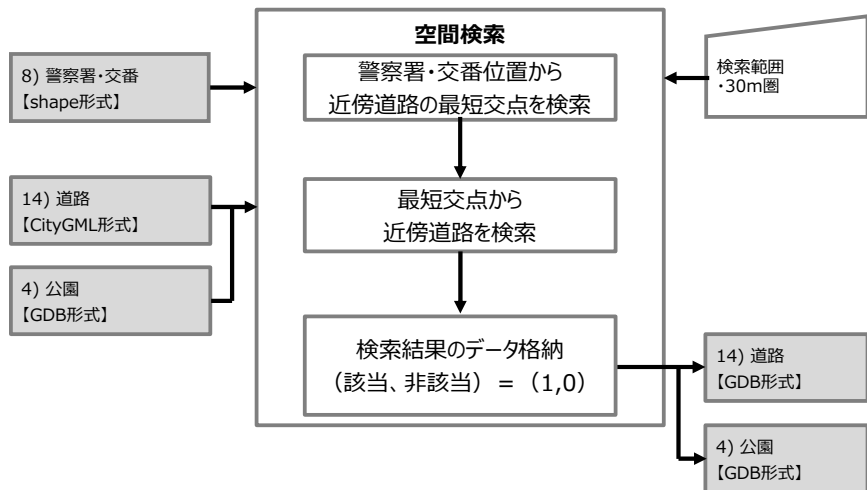 空間検索
8) 警察署・交番
【shape形式】
14) 道路
【CityGML形式】
4) 公園
【GDB形式】
警察署・交番位置から
近傍道路の最短交点を検索
最短交点から
近傍道路を検索
検索結果のデータ格納
（該当、非該当） = （1,0）
検索範囲
・30m圏
14) 道路
【GDB形式】
4) 公園
【GDB形式】